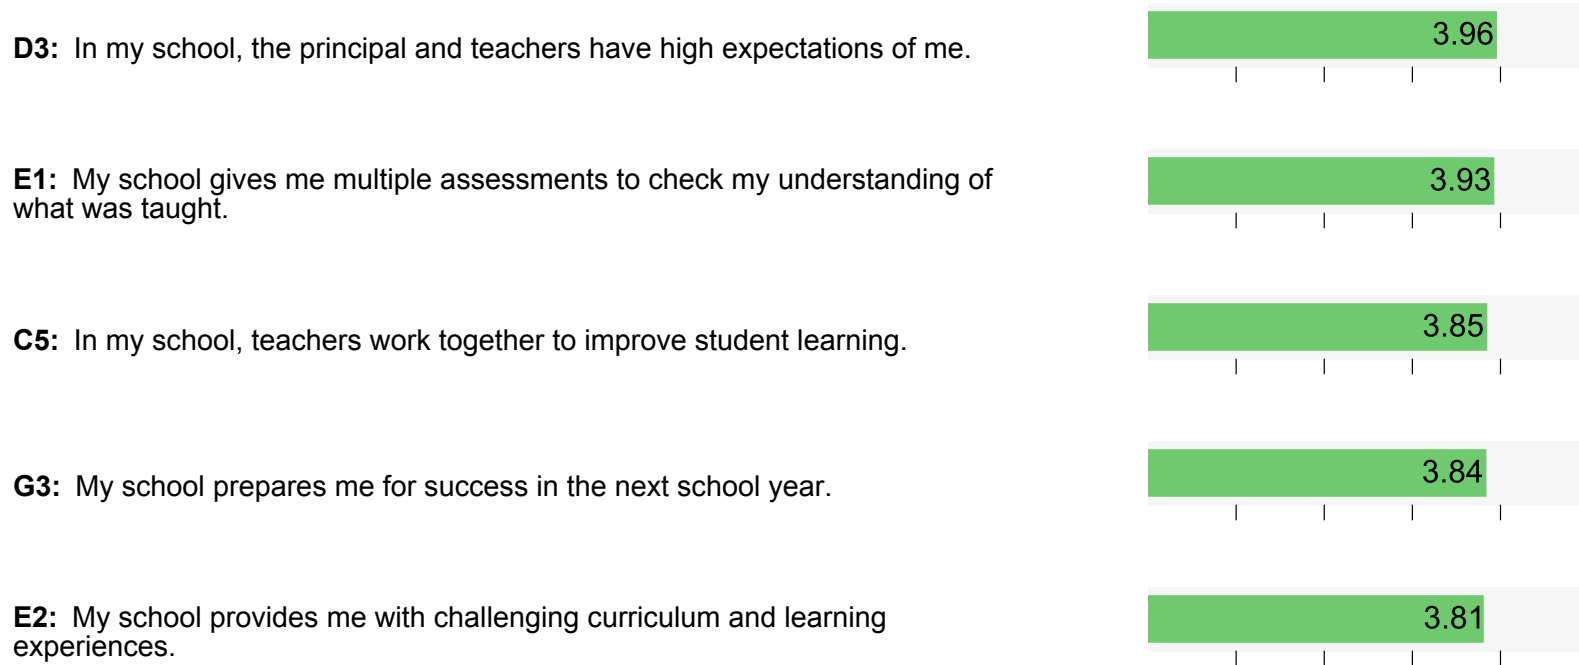 D3: In my school, the principal and teachers have high expectations of me.
3.96
E1: My school gives me multiple assessments to check my understanding of
what was taught.
3.93
C5: In my school, teachers work together to improve student learning.
3.85
G3: My school prepares me for success in the next school year.
3.84
E2: My school provides me with challenging curriculum and learning
experiences.
3.81